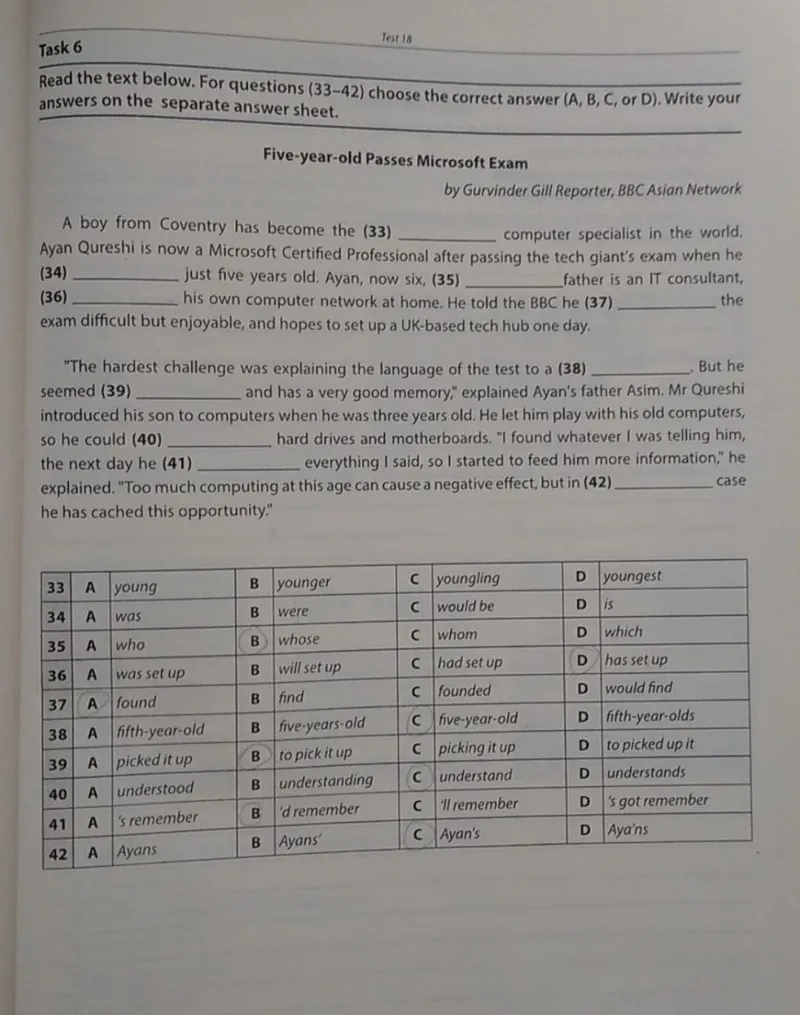 Test 18
Task 6
Read the text below. For questions (33–42) choose the correct answer (A, B, C, or D). Write your
answers on the separate answer sheet.
Five-year-old Passes Microsoft Exam
by Gurvinder Gill Reporter, BBC Asian Network
A boy from Coventry has become the (33) ____________ computer specialist in the world.
Ayan Qureshi is now a Microsoft Certified Professional after passing the tech giant's exam when he
(34) ____________ just five years old. Ayan, now six, (35) ____________father is an IT consultant,
(36) ____________ his own computer network at home. He told the BBC he (37) ____________ the
exam difficult but enjoyable, and hopes to set up a UK-based tech hub one day.
"The hardest challenge was explaining the language of the test to a (38) ____________. But he
seemed (39) ____________ and has a very good memory," explained Ayan's father Asim. Mr Qureshi
introduced his son to computers when he was three years old. He let him play with his old computers,
so he could (40) ____________ hard drives and motherboards. "I found whatever I was telling him,
the next day he (41) ____________ everything I said, so I started to feed him more information," he
explained. "Too much computing at this age can cause a negative effect, but in (42) ____________ case
he has cached this opportunity."
33 A young B younger C youngling D youngest
34 A was B were C would be D is
35 A who B whose C whom D which
36 A was set up B will set up C had set up D has set up
37 A found B find C founded D would find
38 A fifth-year-old B five-years-old C five-year-old D fifth-year-olds
39 A picked it up B to pick it up C picking it up D to picked up it
40 A understood B understanding C understand D understands
41 A 's remember B 'd remember C 'll remember D 's got remember
42 A Ayans B Ayans' C Ayan's D Aya'ns